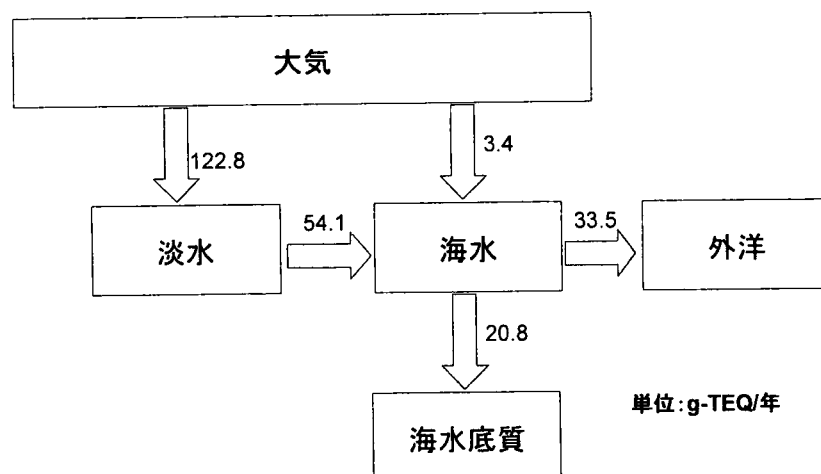 大気
122.8
3.4
淡水
54.1
海水
33.5
外洋
20.8
海水底質
単位:g-TEQ/年